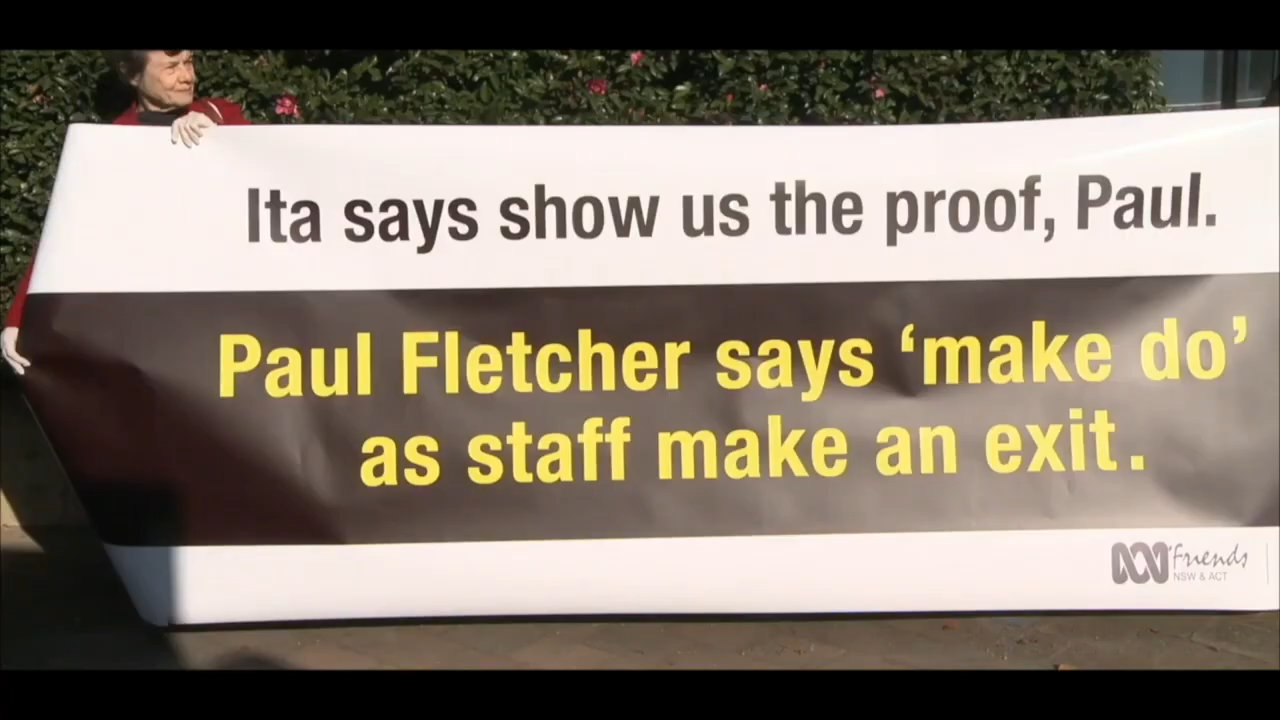 Ita says show us the proof, Paul.
Paul Fletcher says ‘make do’
as staff make an exit.
Friends
NSW & ACT